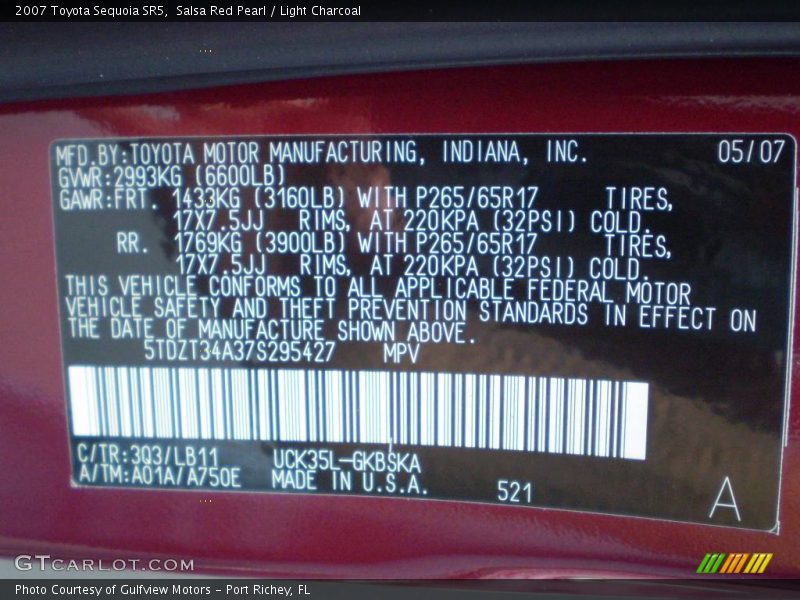 2007 Toyota Sequoia SR5,  Salsa Red Pearl / Light Charcoal
MFD.BY:TOYOTA MOTOR MANUFACTURING, INDIANA, INC. 05/07
GVWR:2993KG (6600LB)
GAWR:FRT. 1433KG (3160LB) WITH P265/65R17 TIRES,
17X7.5JJ RIMS, AT 220KPA (32PSI) COLD.
RR. 1769KG (3900LB) WITH P265/65R17 TIRES,
17X7.5JJ RIMS, AT 220KPA (32PSI) COLD.
THIS VEHICLE CONFORMS TO ALL APPLICABLE FEDERAL MOTOR
VEHICLE SAFETY AND THEFT PREVENTION STANDARDS IN EFFECT ON
THE DATE OF MANUFACTURE SHOWN ABOVE.
5TDZT34A37S295427 MPV
C/TR:3Q3/LB11 UCK35L-GKBSKA
A/TM:A01A/A750E MADE IN U.S.A. 521 A
GTCARLOT.COM
Photo Courtesy of Gulfview Motors - Port Richey, FL